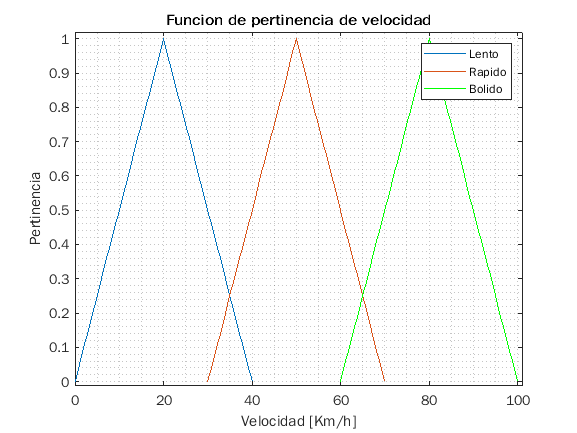 Funcion de pertinencia de velocidad
Lento
Rapido
Bolido
1
0.9
0.8
0.7
0.6
0.5
0.4
0.3
0.2
0.1
0
Pertinencia
0 20 40 60 80 100
Velocidad [Km/h]